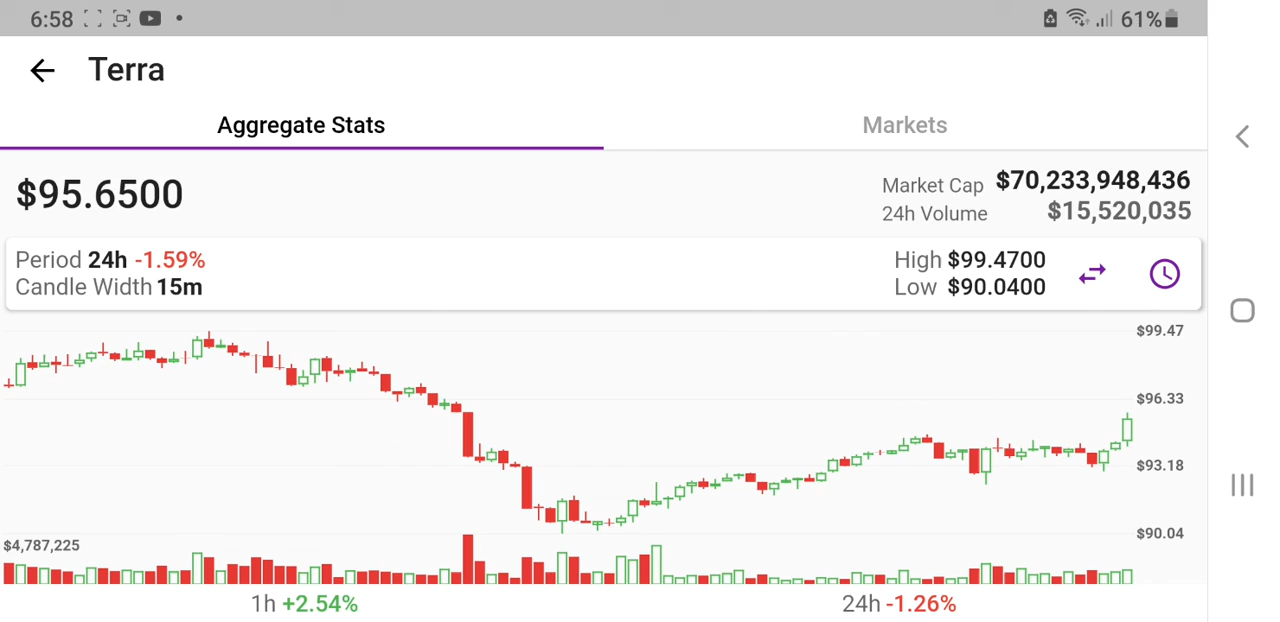 6:58 61%
Terra
Aggregate Stats Markets
$95.6500
Market Cap $70,233,948,436
24h Volume $15,520,035
Period 24h -1.59%
Candle Width 15m
High $99.4700
Low $90.0400
$99.47
$96.33
$93.18
$90.04
$4,787,225
1h +2.54% 24h -1.26%